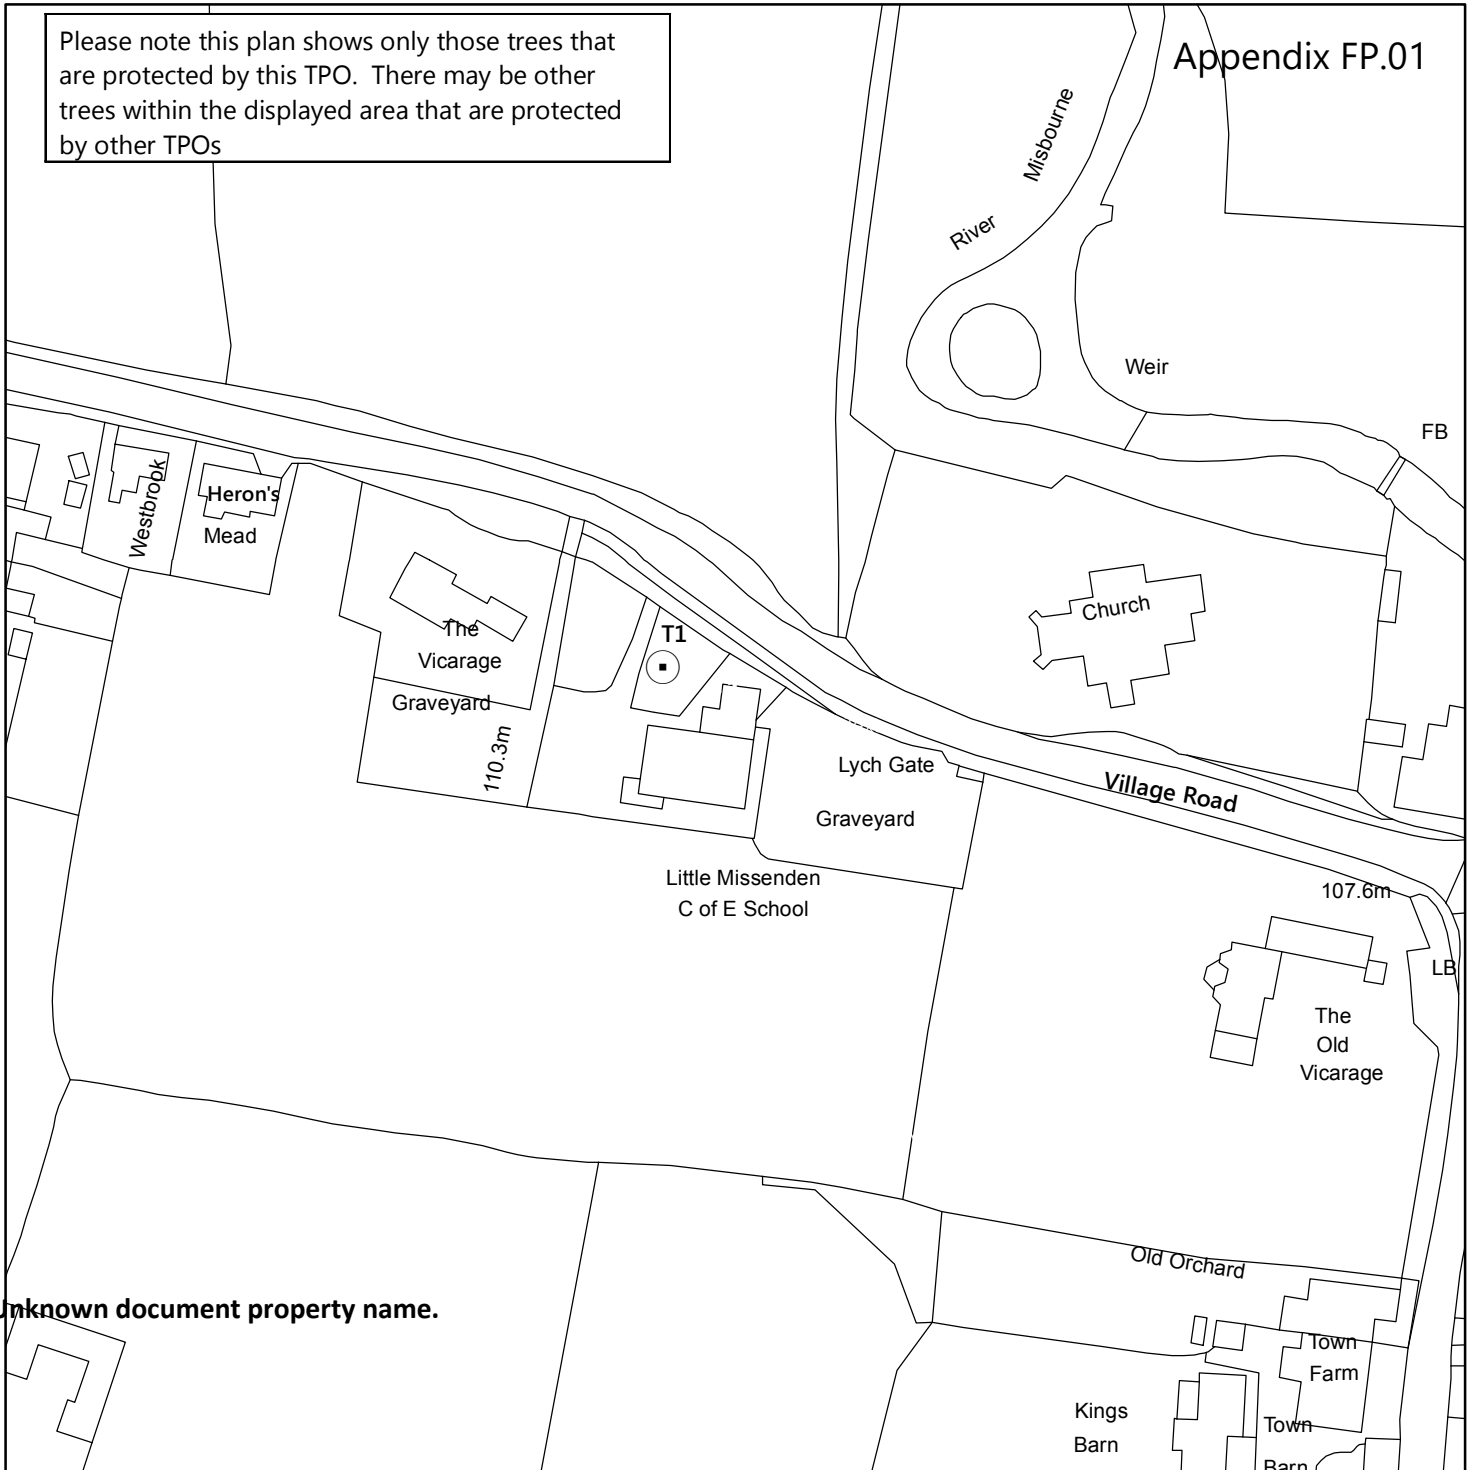 Please note this plan shows only those trees that
are protected by this TPO. There may be other
trees within the displayed area that are protected
by other TPOs
Appendix FP.01
Misbourne
River
Weir
FB
Westbrook
Heron's
Mead
The
Vicarage
Graveyard
110.3m
T1
Church
Lych Gate
Graveyard
Village Road
Little Missenden
C of E School
107.6m
LB
The
Old
Vicarage
Old Orchard
Unknown document property name.
Town
Farm
Kings
Barn
Town
Barn